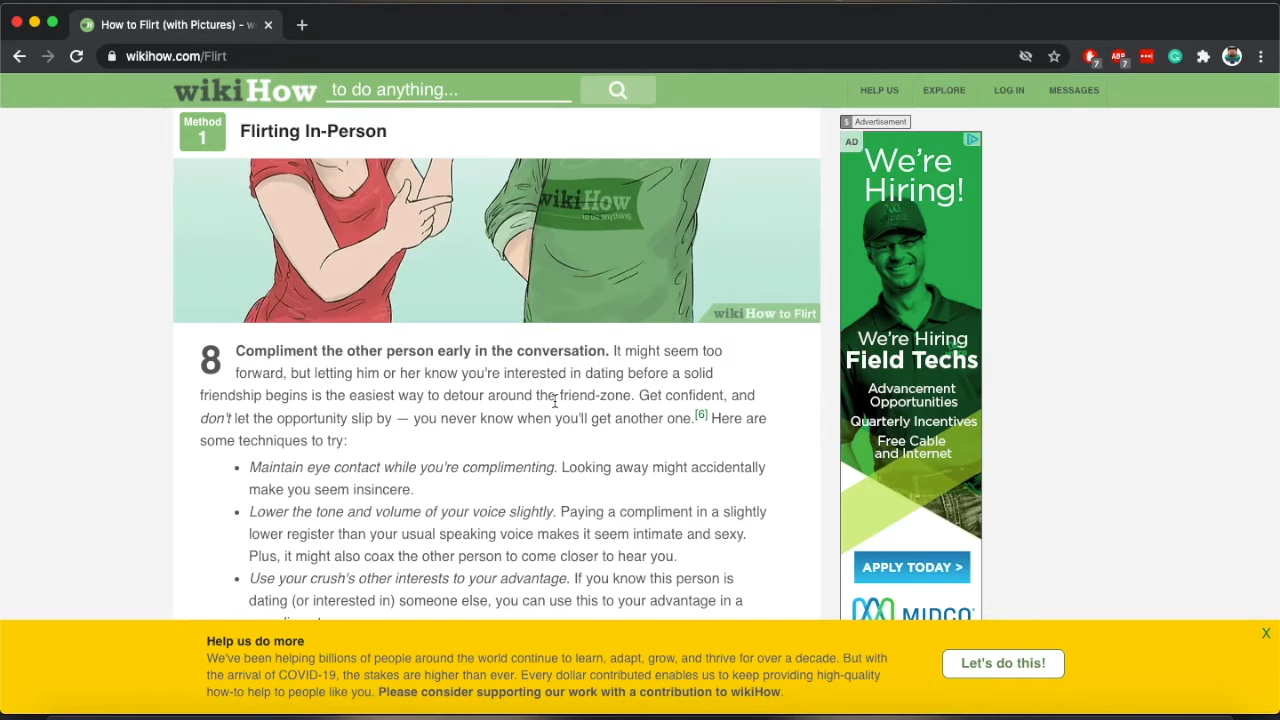 How to Flirt (with Pictures) - w
wikihow.com/Flirt
7
ABP
7
wikiHow
to do anything...
HELP US
EXPLORE
LOG IN
MESSAGES
Method
1
Flirting In-Person
wikiHow
to do anything
wikiHow to Flirt
8 Compliment the other person early in the conversation. It might seem too
forward, but letting him or her know you're interested in dating before a solid
friendship begins is the easiest way to detour around the friend-zone. Get confident, and
don't let the opportunity slip by — you never know when you'll get another one.[6] Here are
some techniques to try:
• Maintain eye contact while you're complimenting. Looking away might accidentally
make you seem insincere.
• Lower the tone and volume of your voice slightly. Paying a compliment in a slightly
lower register than your usual speaking voice makes it seem intimate and sexy.
Plus, it might also coax the other person to come closer to hear you.
• Use your crush's other interests to your advantage. If you know this person is
dating (or interested in) someone else, you can use this to your advantage in a
$ Advertisement
AD
We're
Hiring!
We're Hiring
Field Techs
Advancement
Opportunities
Quarterly Incentives
Free Cable
and Internet
APPLY TODAY >
MIDCO
Help us do more
We've been helping billions of people around the world continue to learn, adapt, grow, and thrive for over a decade. But with
the arrival of COVID-19, the stakes are higher than ever. Every dollar contributed enables us to keep providing high-quality
how-to help to people like you. Please consider supporting our work with a contribution to wikiHow.
Let's do this!
X